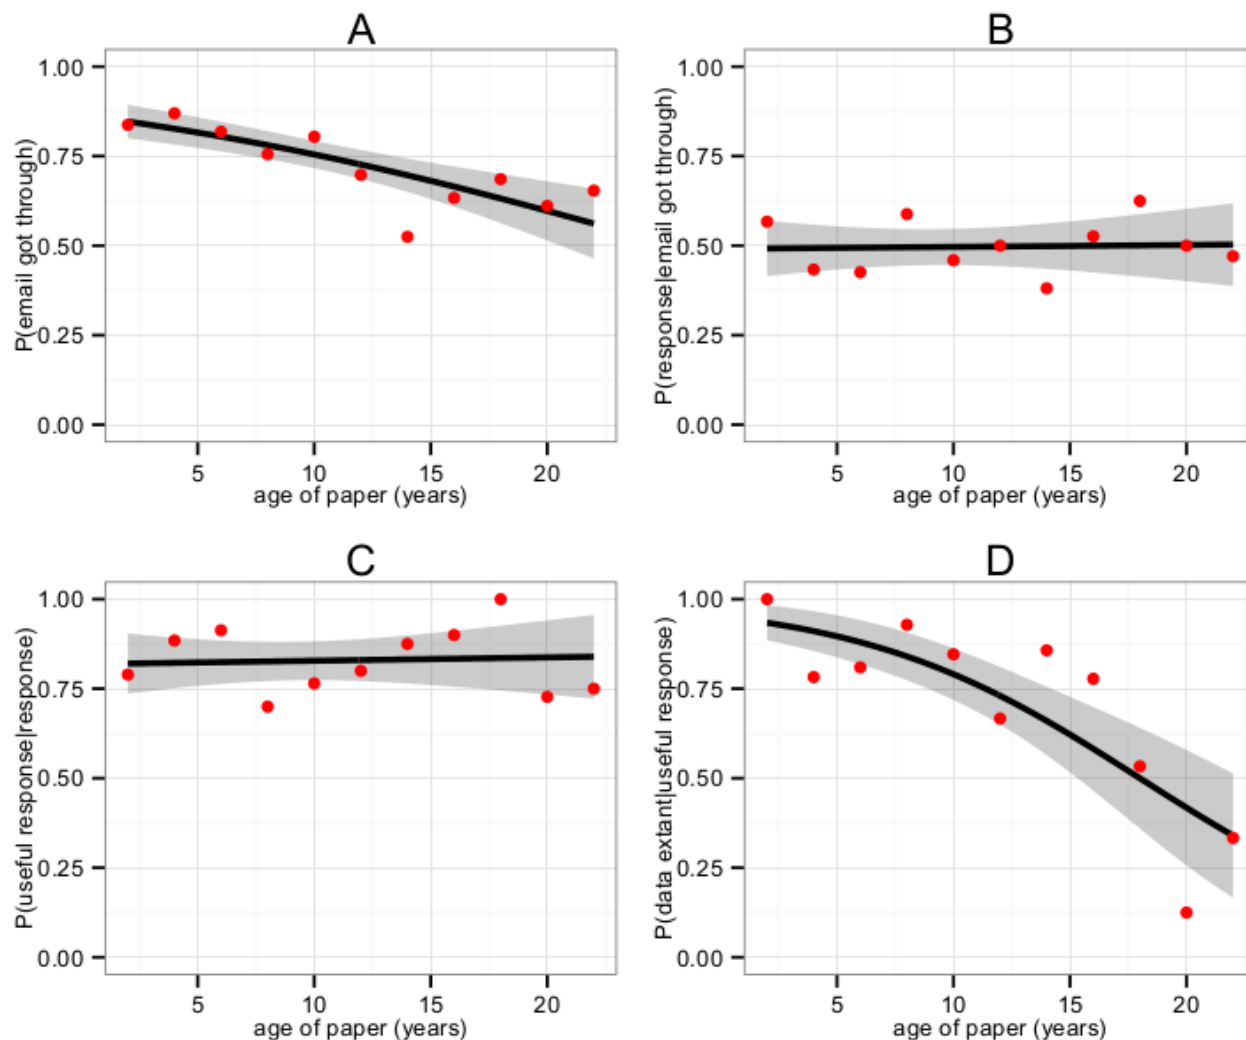 A
1.00
0.75
0.50
0.25
0.00
P(email got through)
5 10 15 20
age of paper (years)
B
1.00
0.75
0.50
0.25
0.00
P(response|email got through)
5 10 15 20
age of paper (years)
C
1.00
0.75
0.50
0.25
0.00
P(useful response|response)
5 10 15 20
age of paper (years)
D
1.00
0.75
0.50
0.25
0.00
P(data extant|useful response)
5 10 15 20
age of paper (years)